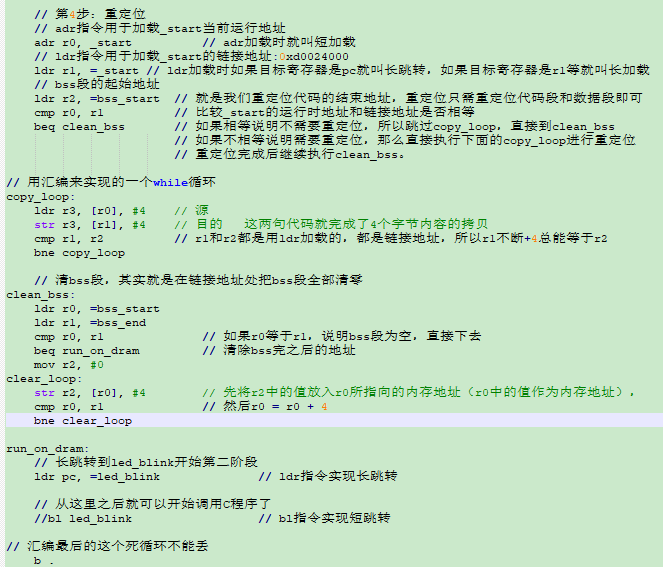 // 第4步：重定位
// adr指令用于加载_start当前运行地址
adr r0, _start // adr加载时就叫短加载
// ldr指令用于加载_start的链接地址:0xd0024000
ldr r1, =_start // ldr加载时如果目标寄存器是pc就叫长跳转，如果目标寄存器是r1等就叫长加载
// bss段的起始地址
ldr r2, =bss_start // 就是我们重定位代码的结束地址，重定位只需重定位代码段和数据段即可
cmp r0, r1 // 比较_start的运行时地址和链接地址是否相等
beq clean_bss // 如果相等说明不需要重定位，所以跳过copy_loop，直接到clean_bss
// 如果不相等说明需要重定位，那么直接执行下面的copy_loop进行重定位
// 重定位完成后继续执行clean_bss。
// 用汇编来实现的一个while循环
copy_loop:
ldr r3, [r0], #4 // 源
str r3, [r1], #4 // 目的 这两句代码就完成了4个字节内容的拷贝
cmp r1, r2 // r1和r2都是用ldr加载的，都是链接地址，所以r1不断+4总能等于r2
bne copy_loop
// 清bss段，其实就是在链接地址处把bss段全部清零
clean_bss:
ldr r0, =bss_start
ldr r1, =bss_end
cmp r0, r1 // 如果r0等于r1，说明bss段为空，直接下去
beq run_on_dram // 清除bss完之后的地址
mov r2, #0
clear_loop:
str r2, [r0], #4 // 先将r2中的值放入r0所指向的内存地址（r0中的值作为内存地址），
cmp r0, r1 // 然后r0 = r0 + 4
bne clear_loop
run_on_dram:
// 长跳转到led_blink开始第二阶段
ldr pc, =led_blink // ldr指令实现长跳转
// 从这里之后就可以开始调用C程序了
//bl led_blink // bl指令实现短跳转
// 汇编最后的这个死循环不能丢
b .